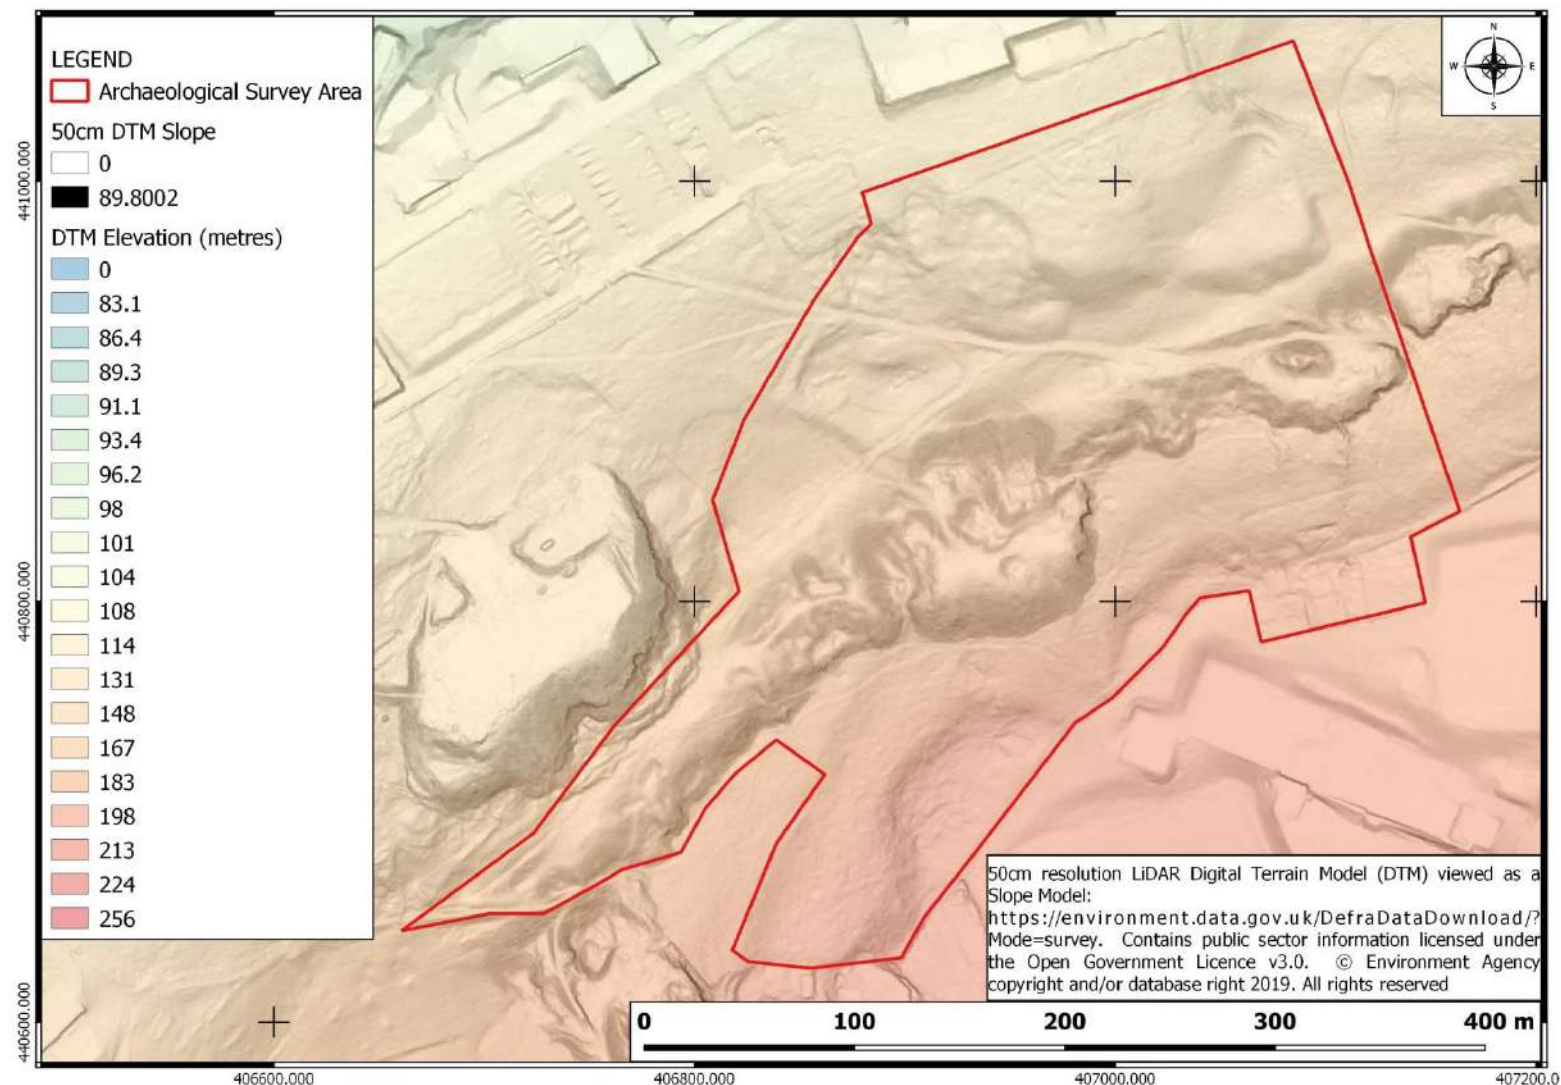 LEGEND
Archaeological Survey Area
50cm DTM Slope
0
89.8002
DTM Elevation (metres)
0
83.1
86.4
89.3
91.1
93.4
96.2
98
101
104
108
114
131
148
167
183
198
213
224
256
N
W E
S
441000.000
440800.000
440600.000
50cm resolution LiDAR Digital Terrain Model (DTM) viewed as a
Slope Model:
https://environment.data.gov.uk/DefraDataDownload/?
Mode=survey. Contains public sector information licensed under
the Open Government Licence v3.0. © Environment Agency
copyright and/or database right 2019. All rights reserved
0 100 200 300 400 m
406600.000 406800.000 407000.000 407200.0